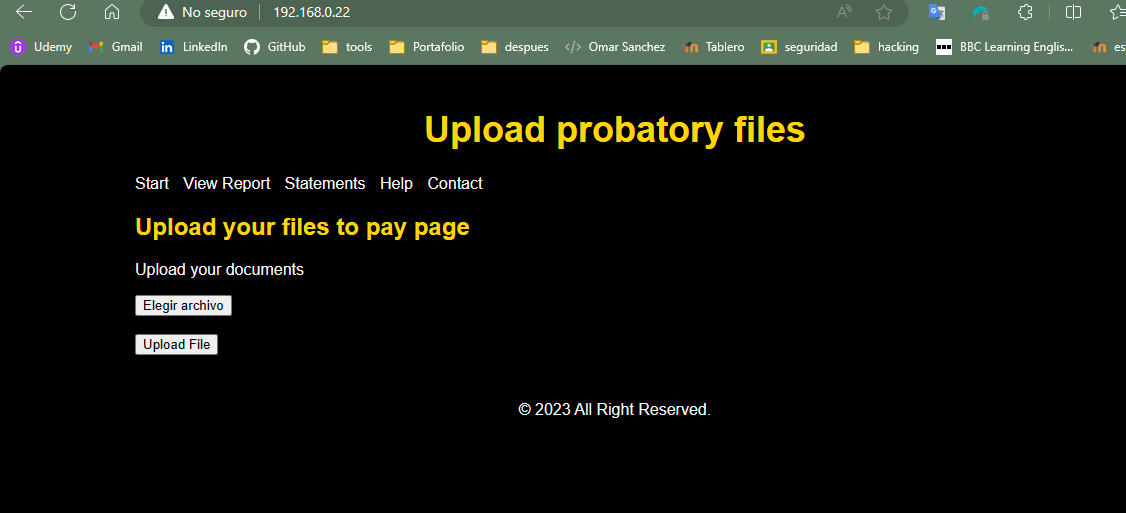 No seguro 192.168.0.22
Udemy Gmail LinkedIn GitHub tools Portafolio despues Omar Sanchez Tablero seguridad hacking BBC Learning Englis... es
Upload probatory files
Start View Report Statements Help Contact
Upload your files to pay page
Upload your documents
Elegir archivo
Upload File
© 2023 All Right Reserved.